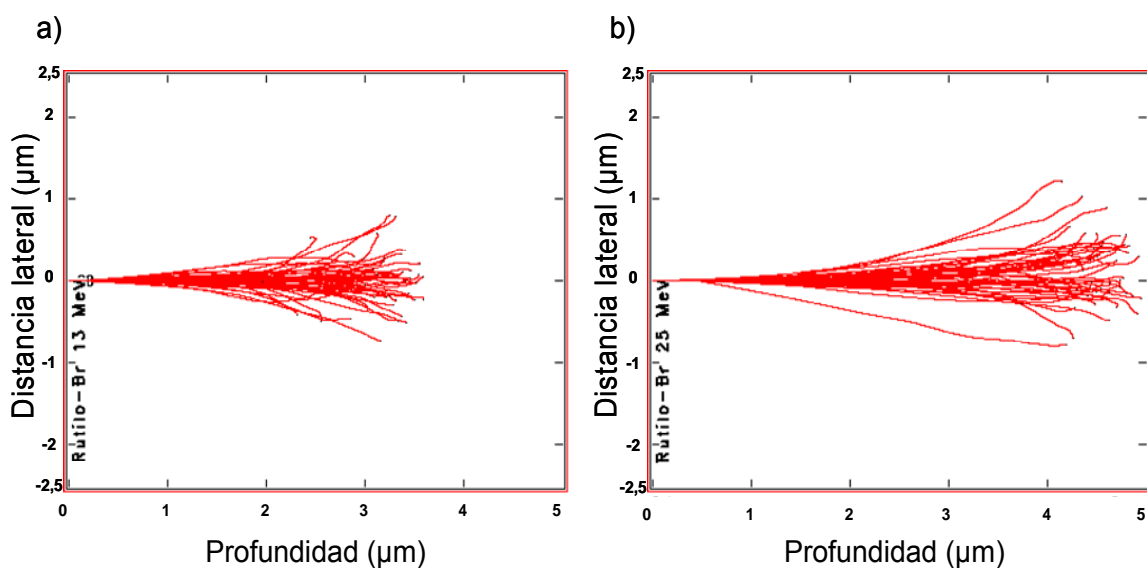 a)
2,5
2
1
0
-1
-2
-2,5
Distancia lateral (µm)
Rutilo-Br 13 MeV
0 1 2 3 4 5
Profundidad (µm)
b)
2,5
2
1
0
-1
-2
-2,5
Distancia lateral (µm)
Rutilo-Br 25 MeV
0 1 2 3 4 5
Profundidad (µm)